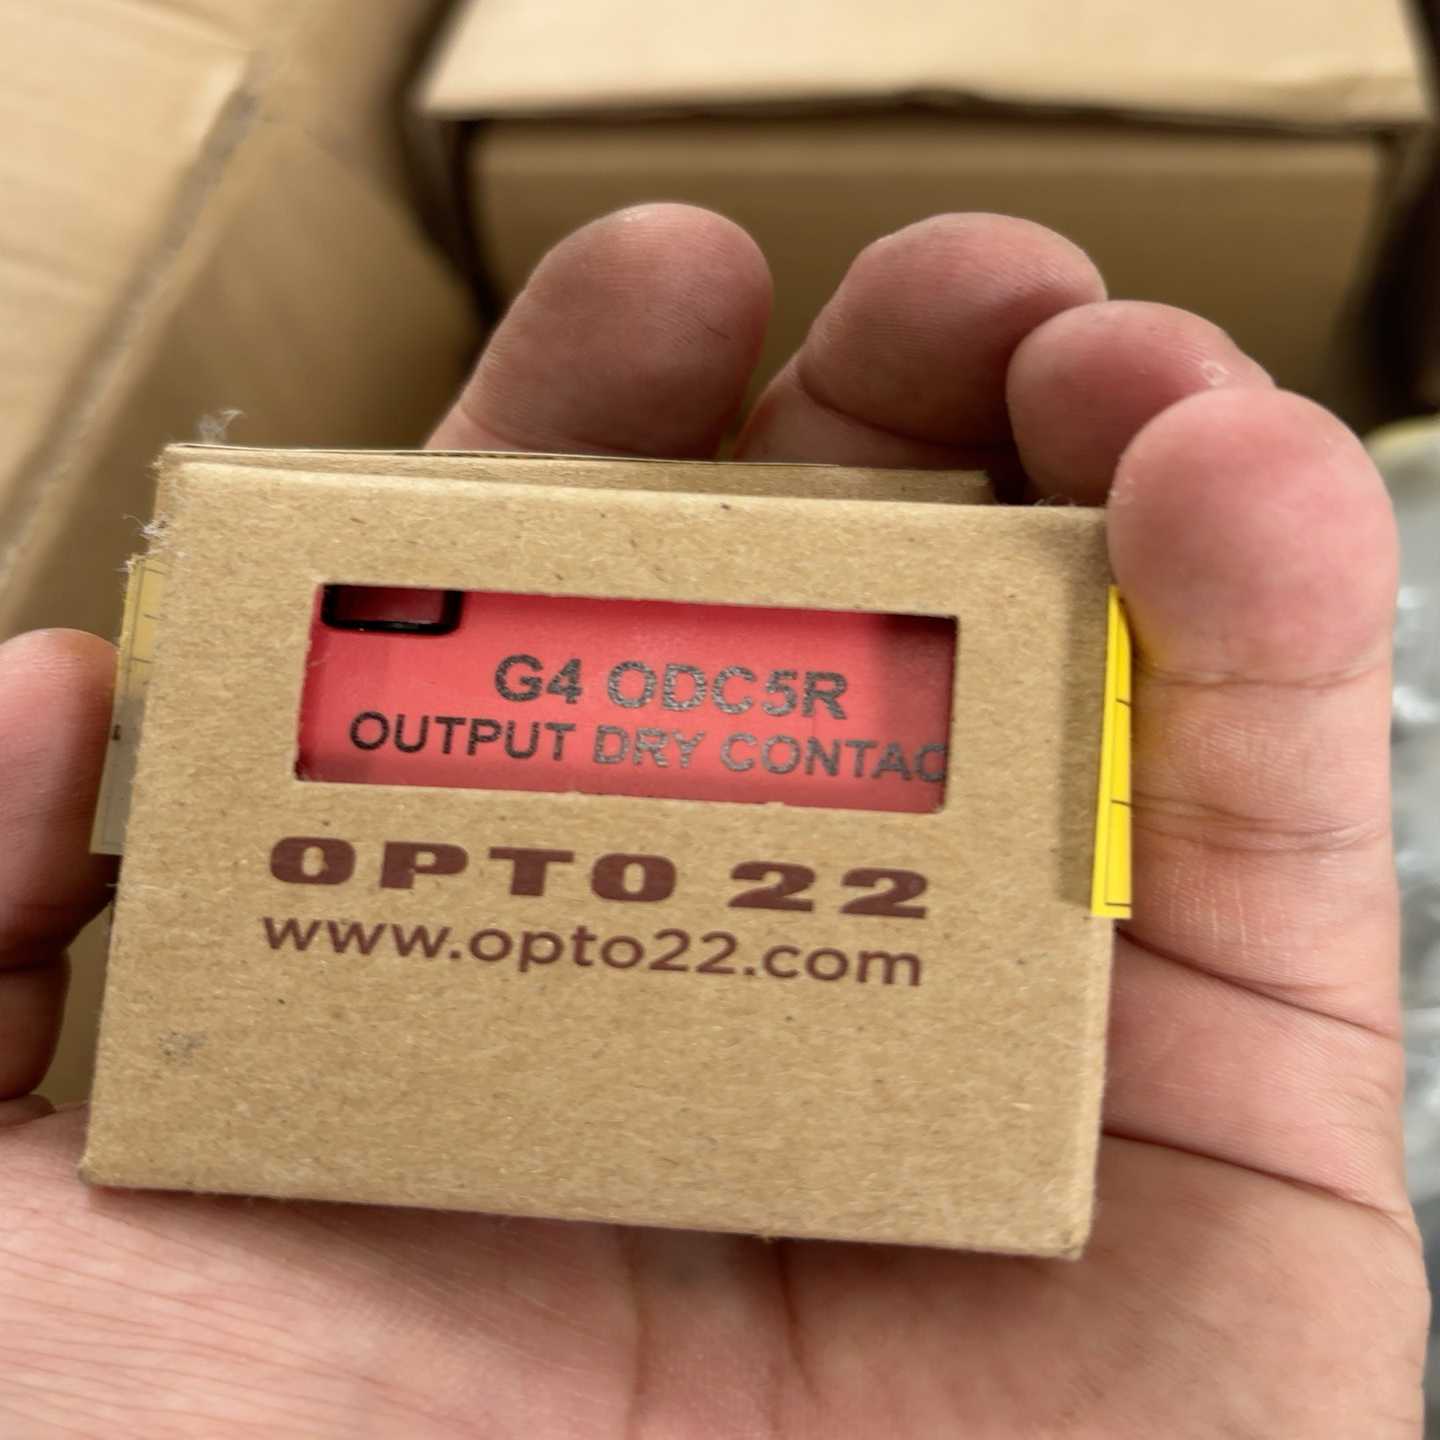 G4 ODC5R
OUTPUT DRY CONTAC
OPTO 22
www.opto22.com